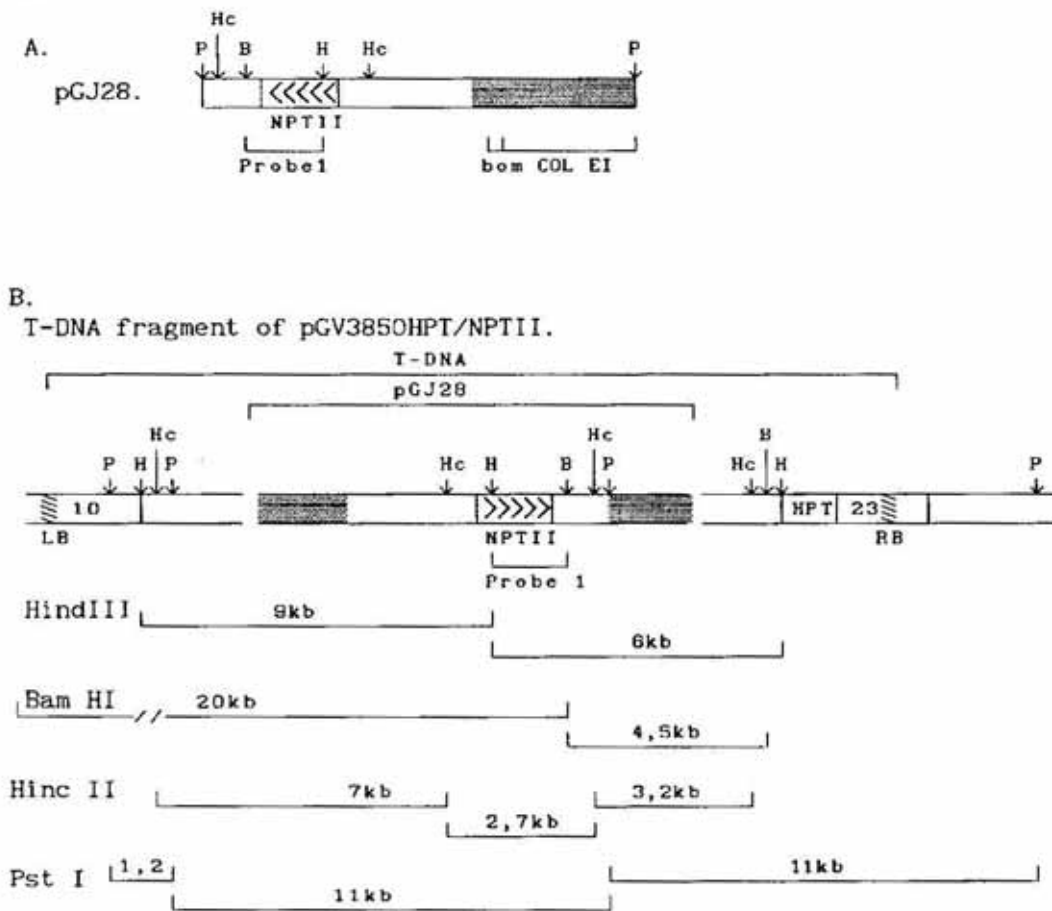 Hc
A.
P B H Hc P
pGJ28.
<<<<<
NPTII
Probe1 bom COL EI
B.
T-DNA fragment of pGV3850HPT/NPTII.
T-DNA
pGJ28
Hc Hc B
P H P Hc H B P Hc H P
10 >>>>> HPT 23
LB NPTII RB
Probe 1
HindIII 9kb
6kb
Bam HI // 20kb
4,5kb
Hinc II 7kb 3,2kb
2,7kb
Pst I 1,2 11kb
11kb